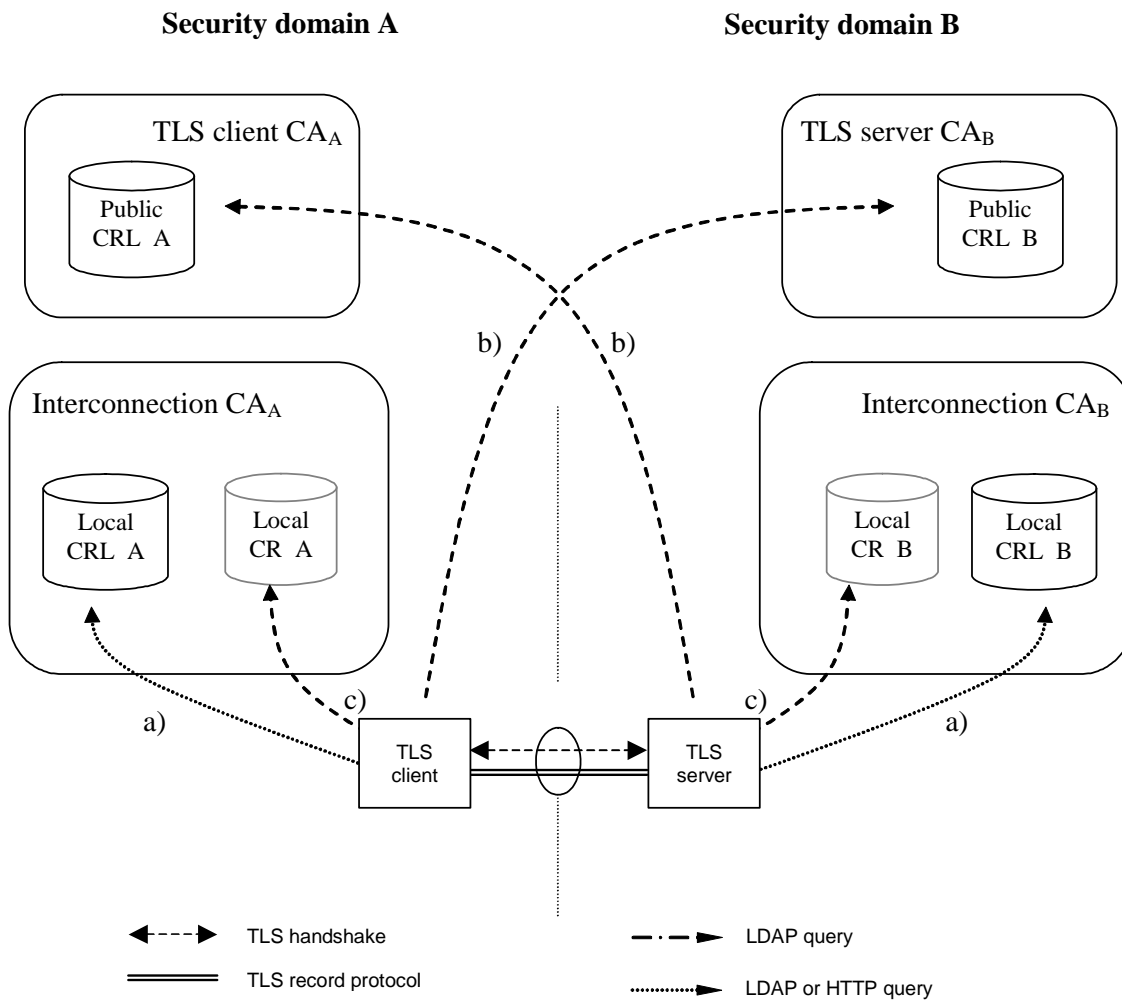 Security domain A
Security domain B
TLS client CAA
TLS server CAB
Public
CRL A
Public
CRL B
b)
b)
Interconnection CAA
Interconnection CAB
Local
CRL A
Local
CR A
Local
CR B
Local
CRL B
c)
c)
a)
a)
TLS
client
TLS
server
TLS handshake
LDAP query
TLS record protocol
LDAP or HTTP query